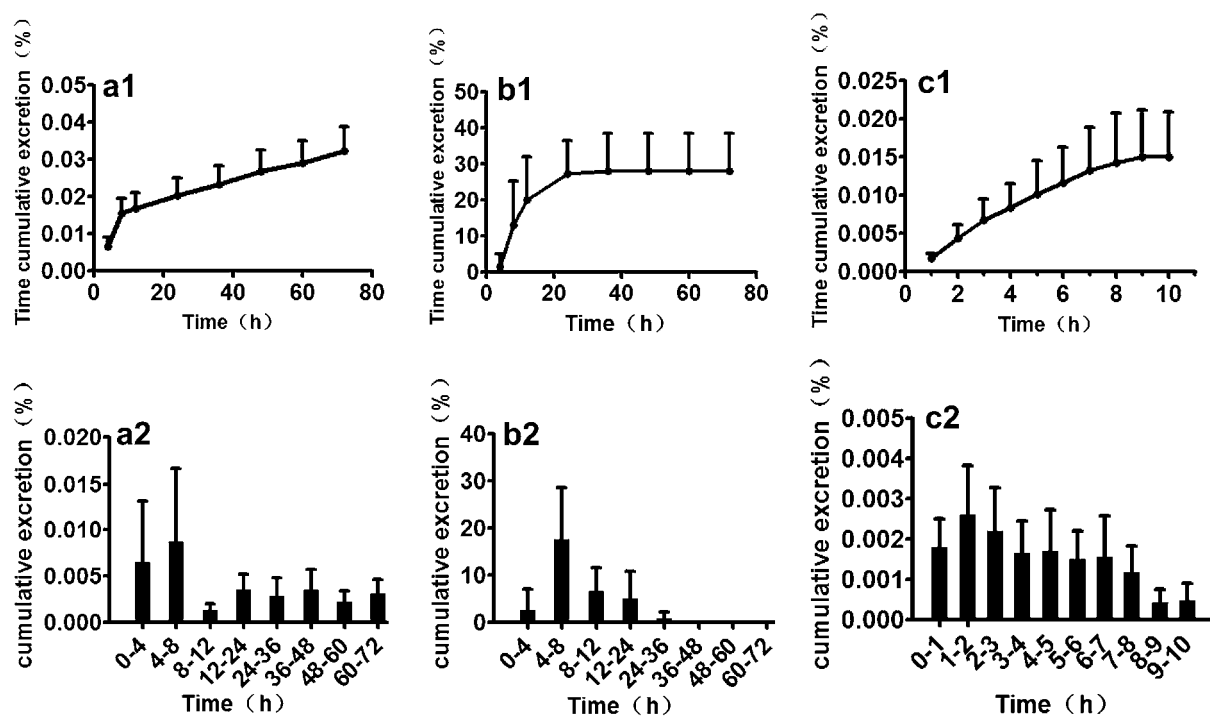 a1
Time cumulative excretion (%)
0.05
0.04
0.03
0.02
0.01
0.00
0 20 40 60 80
Time（h）
b1
Time cumulative excretion (%)
50
40
30
20
10
0
0 20 40 60 80
Time（h）
c1
Time cumulative excretion (%)
0.025
0.020
0.015
0.010
0.005
0.000
0 2 4 6 8 10
Time（h）
a2
cumulative excretion (%)
0.020
0.015
0.010
0.005
0.000
0-4 4-8 8-12 12-24 24-36 36-48 48-60 60-72
Time（h）
b2
cumulative excretion (%)
40
30
20
10
0
0-4 4-8 8-12 12-24 24-36 36-48 48-60 60-72
Time（h）
c2
cumulative excretion (%)
0.005
0.004
0.003
0.002
0.001
0.000
0-1 1-2 2-3 3-4 4-5 5-6 6-7 7-8 8-9 9-10
Time（h）